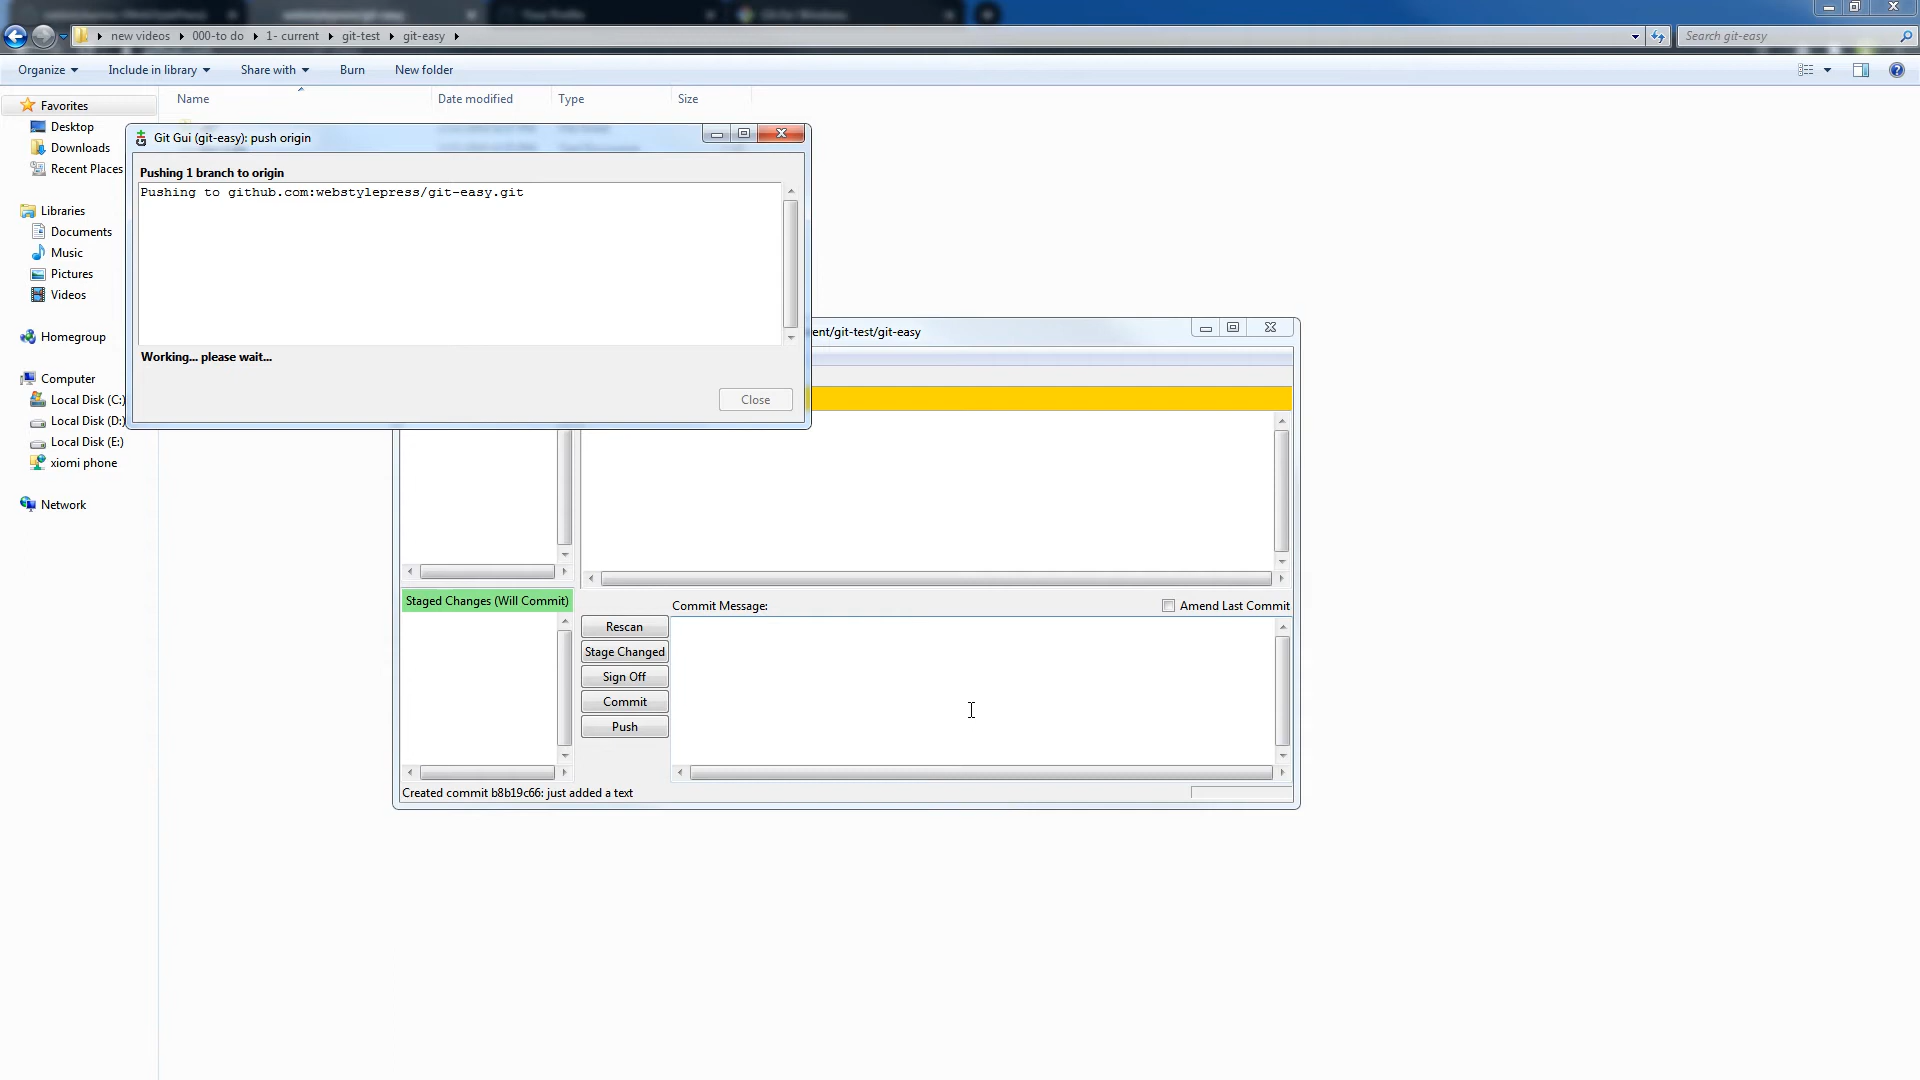 new videos 000-to do 1- current git-test git-easy
Search git-easy
Organize Include in library Share with Burn New folder
Name Date modified Type Size
Favorites
Desktop
Downloads
Recent Places
Libraries
Documents
Music
Pictures
Videos
Homegroup
Computer
Local Disk (C:)
Local Disk (D:)
Local Disk (E:)
xiomi phone
Network
Git Gui (git-easy): push origin
Pushing 1 branch to origin
Pushing to github.com:webstylepress/git-easy.git
Working... please wait...
Close
ent/git-test/git-easy
Staged Changes (Will Commit)
Commit Message:
Amend Last Commit
Rescan
Stage Changed
Sign Off
Commit
Push
Created commit b8b19c66: just added a text